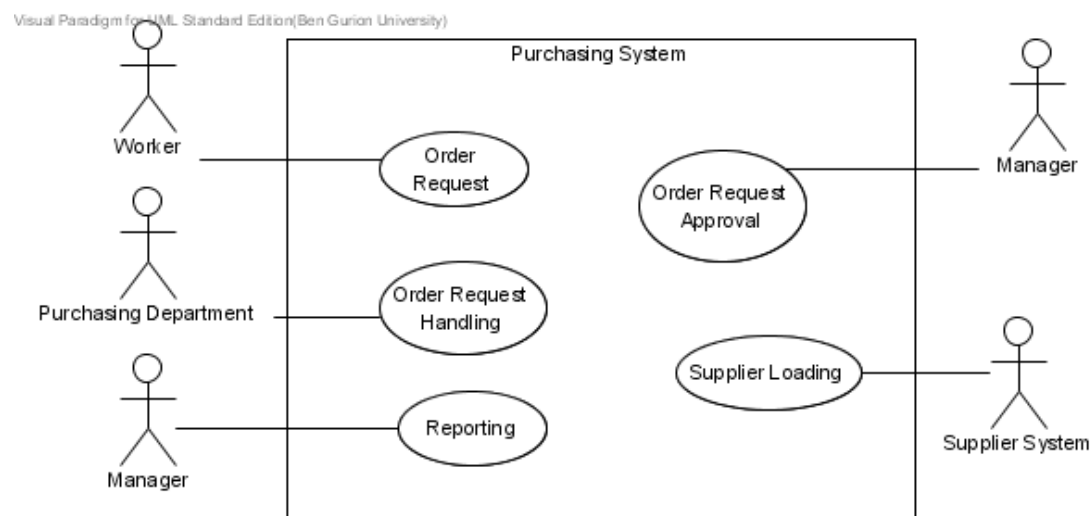 Visual Paradigm for UML Standard Edition(Ben Gurion University)
Purchasing System
Worker
Order
Request
Order Request
Approval
Manager
Purchasing Department
Order Request
Handling
Supplier Loading
Supplier System
Reporting
Manager